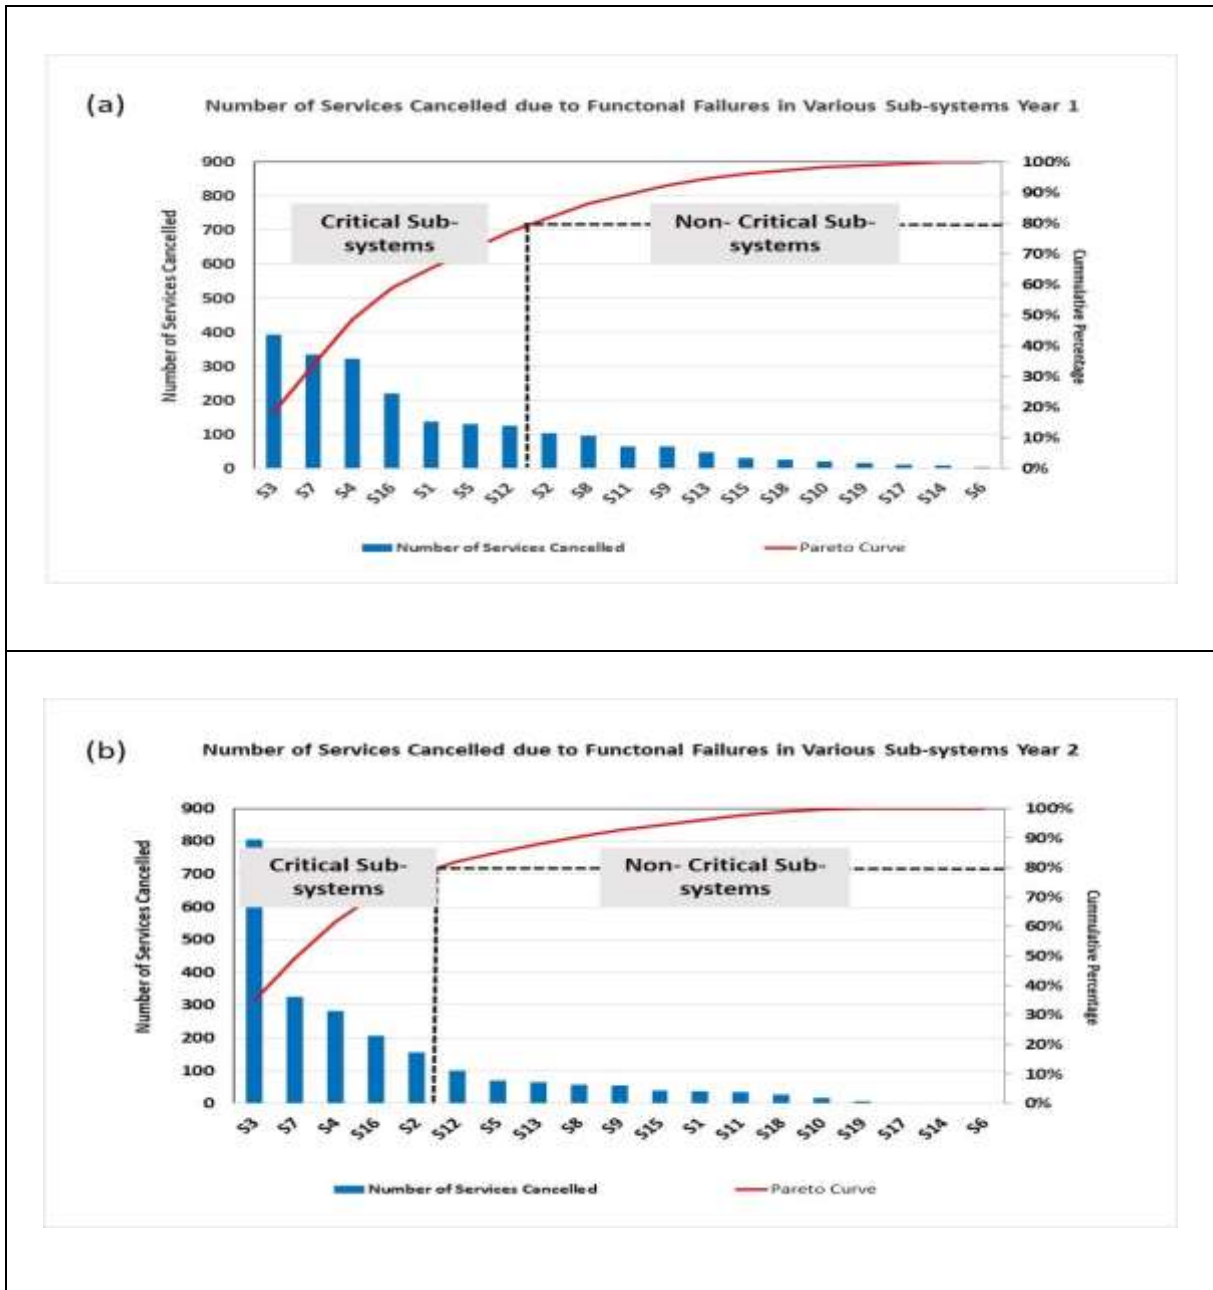 (a)
Number of Services Cancelled due to Functonal Failures in Various Sub-systems Year 1
900
800
700
600
500
400
300
200
100
0
Number of Services Cancelled
100%
90%
80%
70%
60%
50%
40%
30%
20%
10%
0%
Cummulative Percentage
Critical Sub-
systems
Non- Critical Sub-
systems
S3 S7 S4 S16 S1 S5 S12 S2 S8 S11 S9 S13 S15 S18 S10 S19 S17 S14 S6
Number of Services Cancelled Pareto Curve
(b)
Number of Services Cancelled due to Functonal Failures in Various Sub-systems Year 2
900
800
700
600
500
400
300
200
100
0
Number of Services Cancelled
100%
90%
80%
70%
60%
50%
40%
30%
20%
10%
0%
Cummulative Percentage
Critical Sub-
systems
Non- Critical Sub-
systems
S3 S7 S4 S16 S2 S12 S5 S13 S8 S9 S15 S1 S11 S18 S10 S19 S17 S14 S6
Number of Services Cancelled Pareto Curve